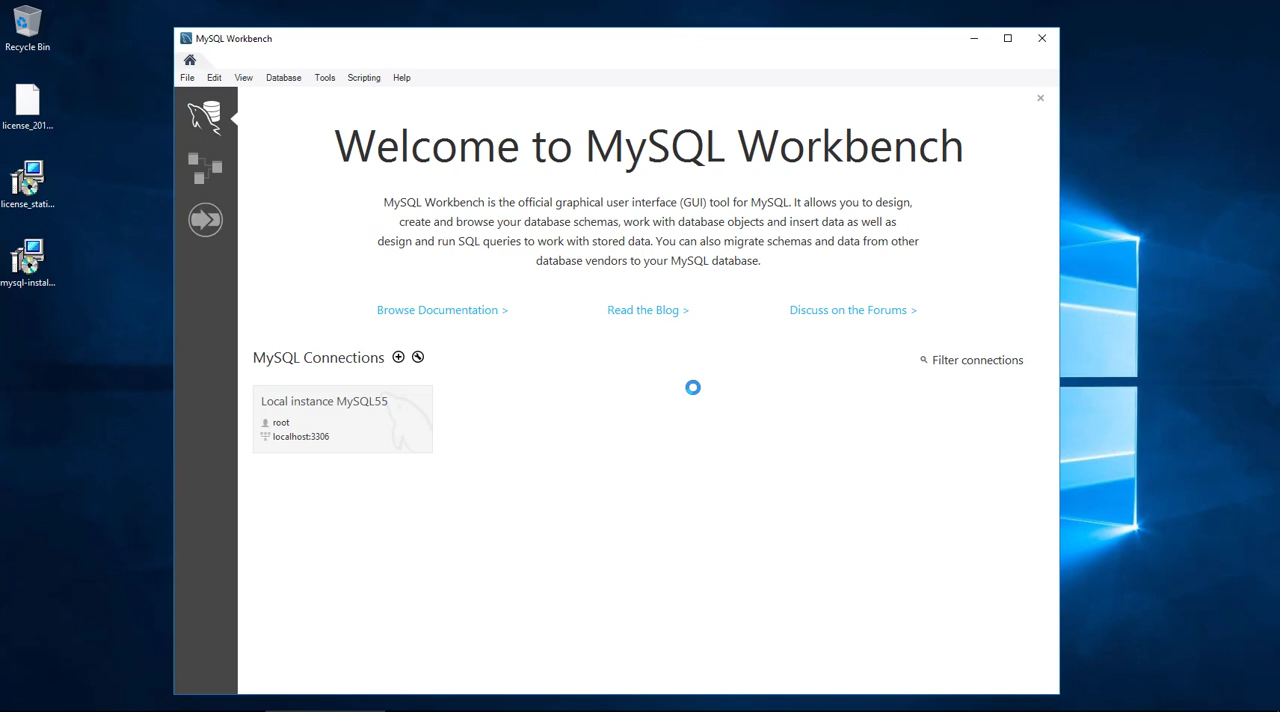 Recycle Bin
license_201...
license_stati...
mysql-instal...
MySQL Workbench
File Edit View Database Tools Scripting Help
Welcome to MySQL Workbench
MySQL Workbench is the official graphical user interface (GUI) tool for MySQL. It allows you to design,
create and browse your database schemas, work with database objects and insert data as well as
design and run SQL queries to work with stored data. You can also migrate schemas and data from other
database vendors to your MySQL database.
Browse Documentation > Read the Blog > Discuss on the Forums >
MySQL Connections Filter connections
Local instance MySQL55
root
localhost:3306